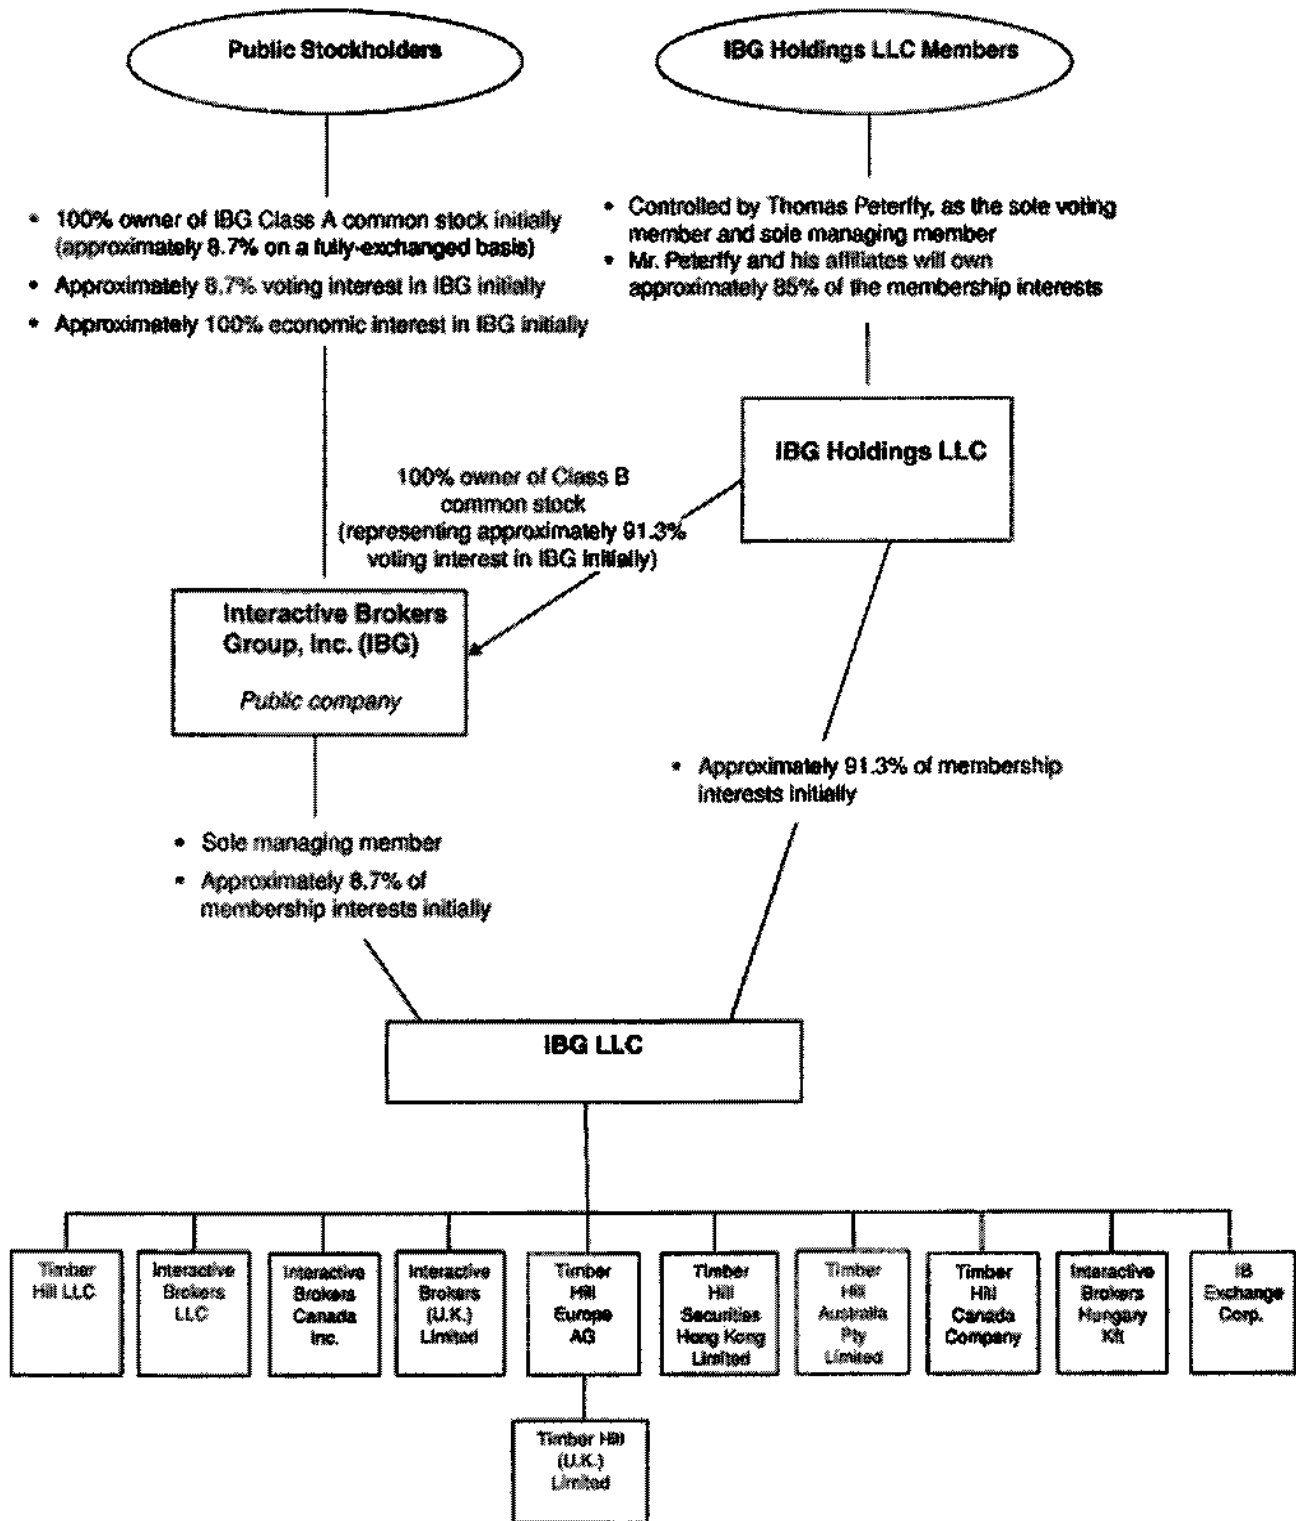 Public Stockholders
IBG Holdings LLC Members
• 100% owner of IBG Class A common stock initially
(approximately 8.7% on a fully-exchanged basis)
• Approximately 8.7% voting interest in IBG initially
• Approximately 100% economic interest in IBG initially
• Controlled by Thomas Peterffy, as the sole voting
member and sole managing member
• Mr. Peterffy and his affiliates will own
approximately 85% of the membership interests
IBG Holdings LLC
100% owner of Class B
common stock
(representing approximately 91.3%
voting interest in IBG initially)
Interactive Brokers
Group, Inc. (IBG)
Public company
• Approximately 91.3% of membership
interests initially
• Sole managing member
• Approximately 8.7% of
membership interests initially
IBG LLC
Timber
Hill LLC
Interactive
Brokers
LLC
Interactive
Brokers
Canada
Inc.
Interactive
Brokers
(U.K.)
Limited
Timber
Hill
Europe
AG
Timber
Hill
Securities
Hong Kong
Limited
Timber
Hill
Australia
Pty
Limited
Timber
Hill
Canada
Company
Interactive
Brokers
Hungary
Kft
IB
Exchange
Corp.
Timber Hill
(U.K.)
Limited